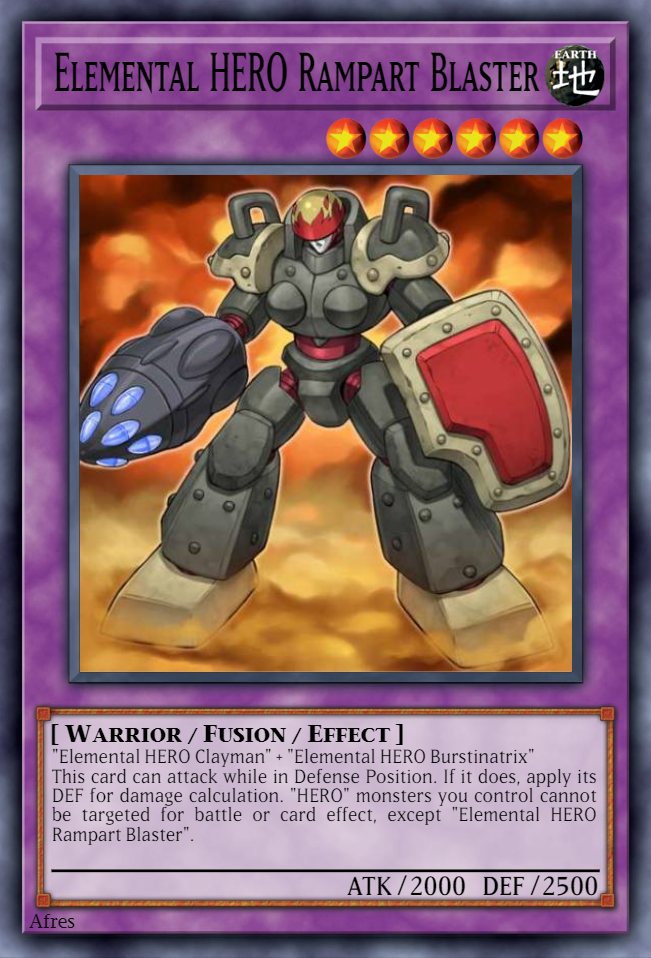 Elemental HERO Rampart Blaster
EARTH
地
[ Warrior / Fusion / Effect ]
"Elemental HERO Clayman" + "Elemental HERO Burstinatrix"
This card can attack while in Defense Position. If it does, apply its
DEF for damage calculation. "HERO" monsters you control cannot
be targeted for battle or card effect, except "Elemental HERO
Rampart Blaster".
ATK / 2000 DEF / 2500
Afres